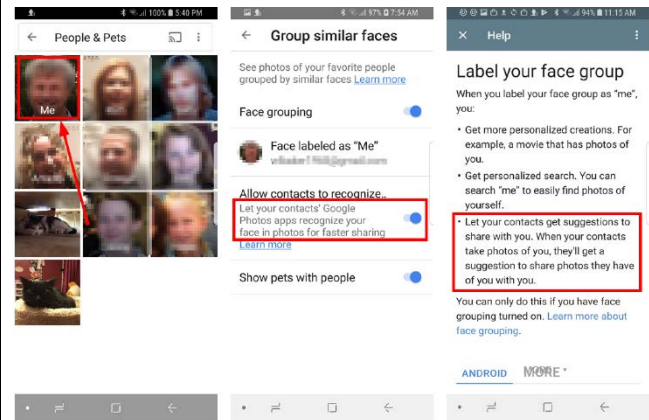 100% 5:40 PM
People & Pets
Me
97% 7:54 AM
Group similar faces
See photos of your favorite people
grouped by similar faces Learn more
Face grouping
Face labeled as "Me"
Allow contacts to recognize..
Let your contacts' Google
Photos apps recognize your
face in photos for faster sharing
Learn more
Show pets with people
94% 11:15 AM
Help
Label your face group
When you label your face group as "me",
you:
• Get more personalized creations. For
example, a movie that has photos of
you.
• Get personalized search. You can
search "me" to easily find photos of
yourself.
• Let your contacts get suggestions to
share with you. When your contacts
take photos of you, they'll get a
suggestion to share photos they have
of you with you.
You can only do this if you have face
grouping turned on. Learn more about
face grouping.
ANDROID MORE